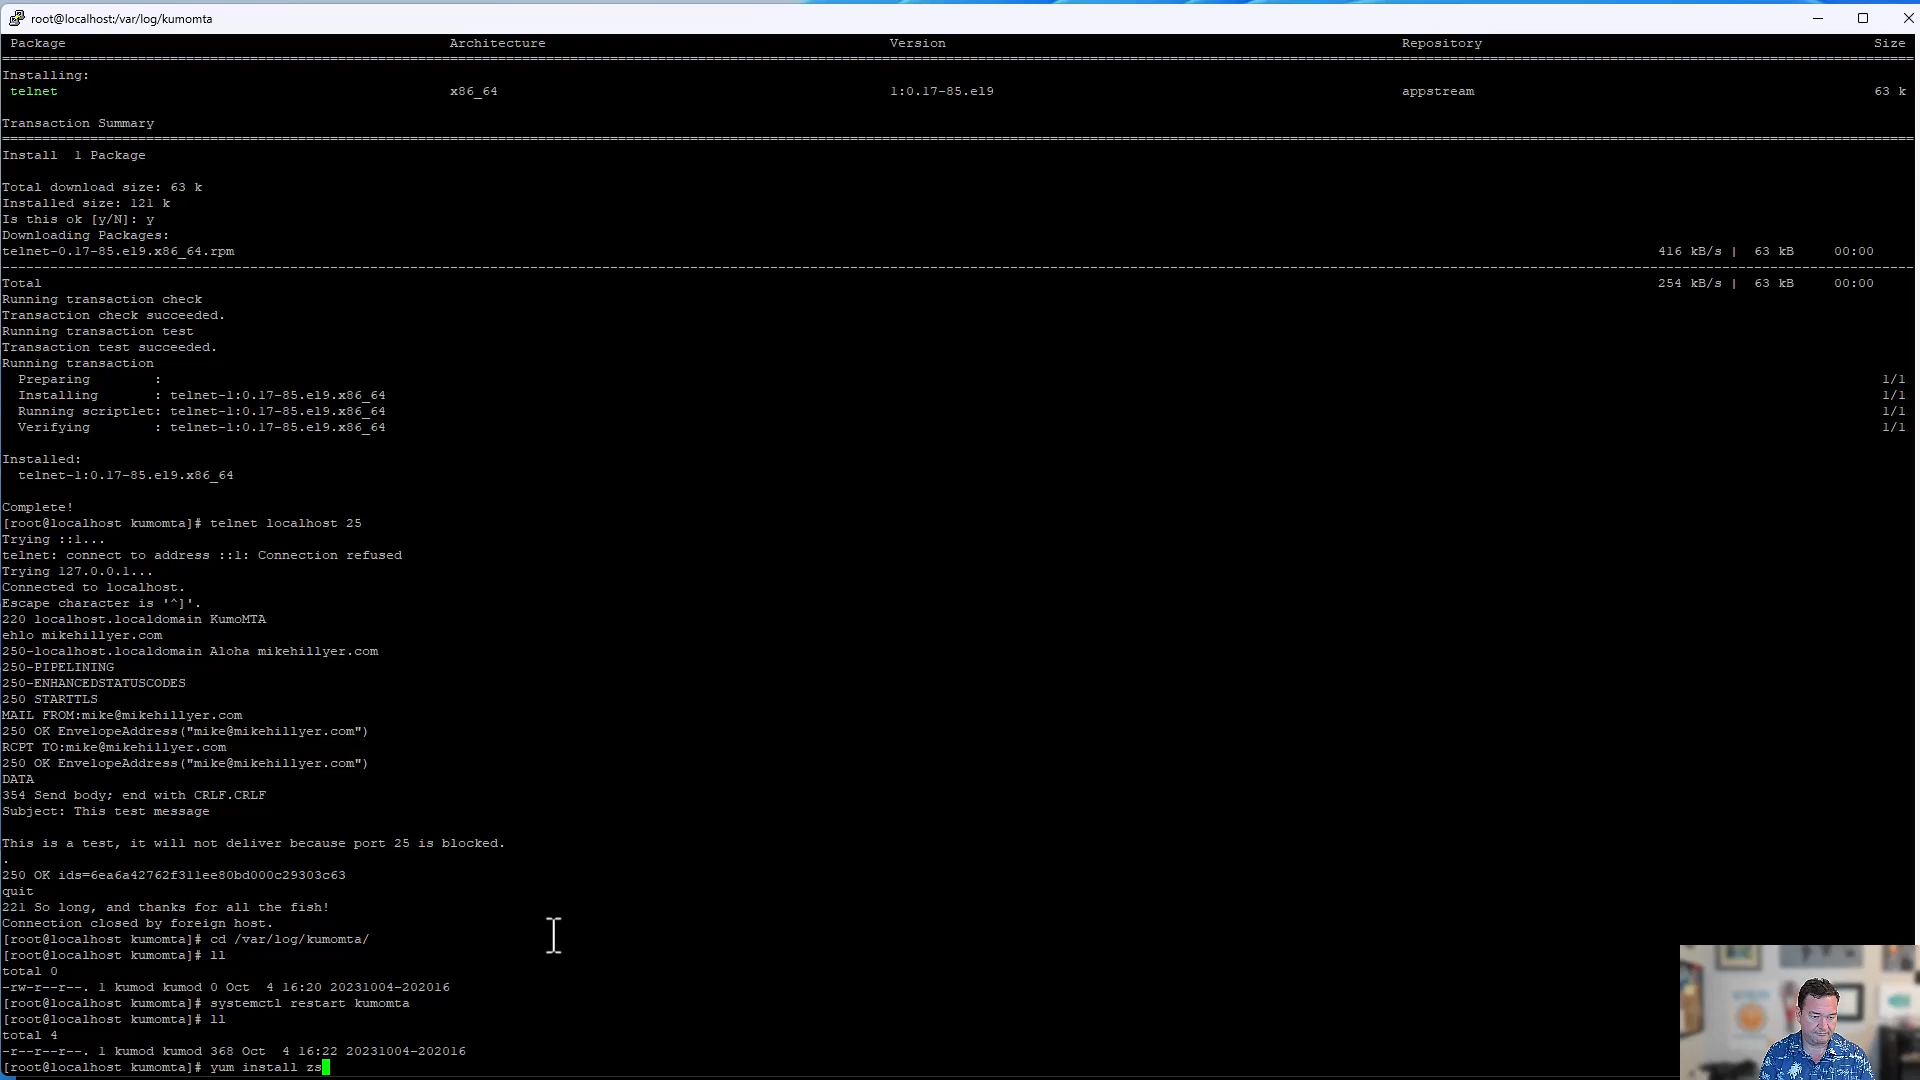 root@localhost:/var/log/kumomta
Package Architecture Version Repository Size
Installing:
telnet x86_64 1:0.17-85.el9 appstream 63 k
Transaction Summary
Install 1 Package
Total download size: 63 k
Installed size: 121 k
Is this ok [y/N]: y
Downloading Packages:
telnet-0.17-85.el9.x86_64.rpm 416 kB/s | 63 kB 00:00
Total 254 kB/s | 63 kB 00:00
Running transaction check
Transaction check succeeded.
Running transaction test
Transaction test succeeded.
Running transaction
Preparing : 1/1
Installing : telnet-1:0.17-85.el9.x86_64 1/1
Running scriptlet: telnet-1:0.17-85.el9.x86_64 1/1
Verifying : telnet-1:0.17-85.el9.x86_64 1/1
Installed:
telnet-1:0.17-85.el9.x86_64
Complete!
[root@localhost kumomta]# telnet localhost 25
Trying ::1...
telnet: connect to address ::1: Connection refused
Trying 127.0.0.1...
Connected to localhost.
Escape character is '^]'.
220 localhost.localdomain KumoMTA
ehlo mikehillyer.com
250-localhost.localdomain Aloha mikehillyer.com
250-PIPELINING
250-ENHANCEDSTATUSCODES
250 STARTTLS
MAIL FROM:mike@mikehillyer.com
250 OK EnvelopeAddress("mike@mikehillyer.com")
RCPT TO:mike@mikehillyer.com
250 OK EnvelopeAddress("mike@mikehillyer.com")
DATA
354 Send body; end with CRLF.CRLF
Subject: This test message
This is a test, it will not deliver because port 25 is blocked.
.
250 OK ids=6ea6a42762f311ee80bd000c29303c63
quit
221 So long, and thanks for all the fish!
Connection closed by foreign host.
[root@localhost kumomta]# cd /var/log/kumomta/
[root@localhost kumomta]# ll
total 0
-rw-r--r--. 1 kumod kumod 0 Oct 4 16:20 20231004-202016
[root@localhost kumomta]# systemctl restart kumomta
[root@localhost kumomta]# ll
total 4
-r--r--r--. 1 kumod kumod 368 Oct 4 16:22 20231004-202016
[root@localhost kumomta]# yum install zs